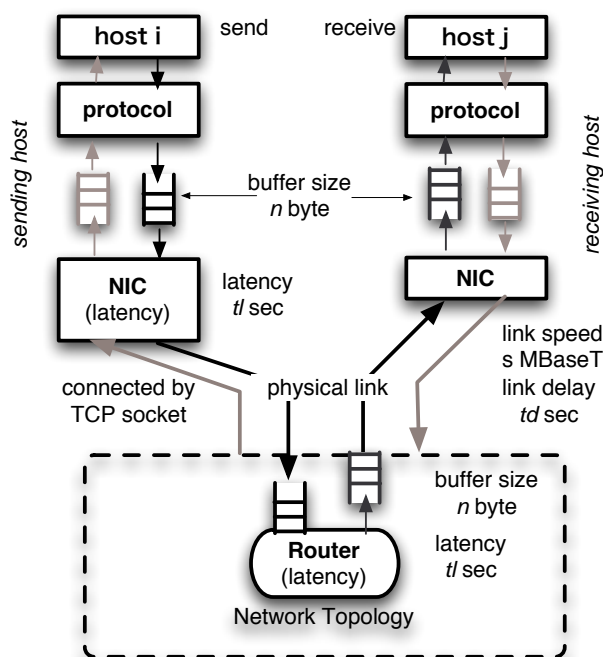 host i
send
receive
host j
protocol
protocol
sending host
receiving host
buffer size
n byte
NIC
(latency)
latency
tl sec
NIC
link speed
s MBaseT
link delay
td sec
connected by
TCP socket
physical link
buffer size
n byte
Router
(latency)
latency
tl sec
Network Topology